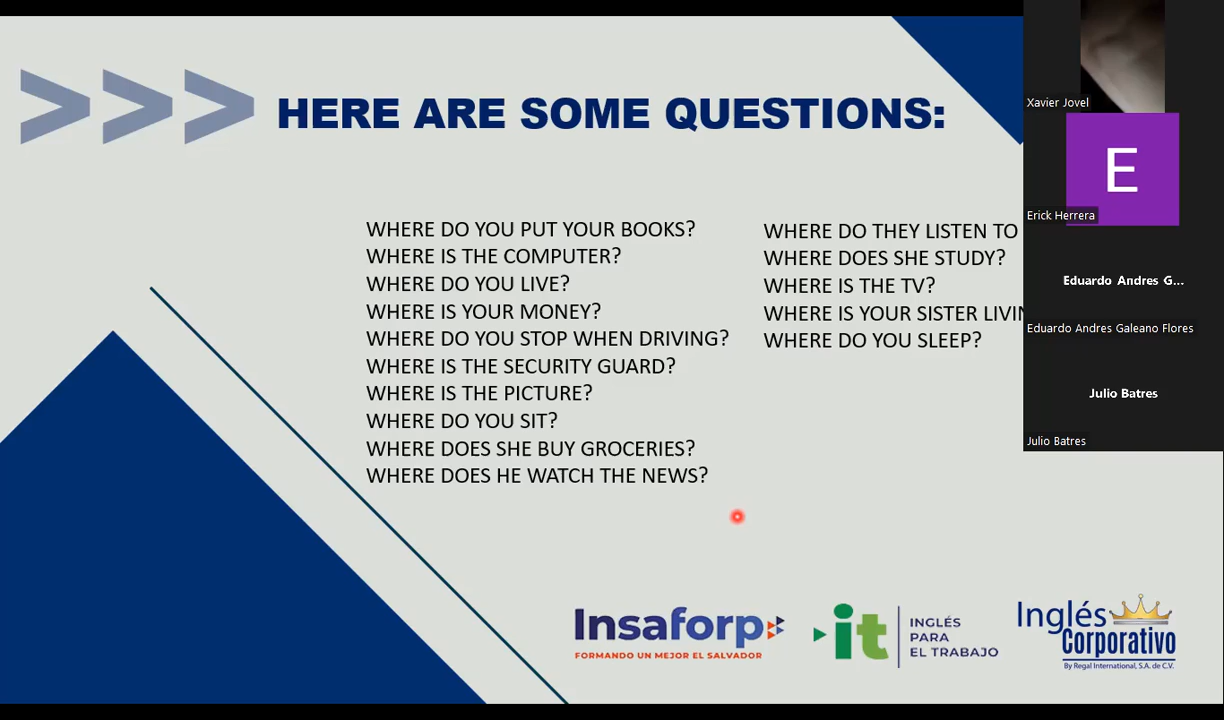 >>> HERE ARE SOME QUESTIONS:
WHERE DO YOU PUT YOUR BOOKS?
WHERE IS THE COMPUTER?
WHERE DO YOU LIVE?
WHERE IS YOUR MONEY?
WHERE DO YOU STOP WHEN DRIVING?
WHERE IS THE SECURITY GUARD?
WHERE IS THE PICTURE?
WHERE DO YOU SIT?
WHERE DOES SHE BUY GROCERIES?
WHERE DOES HE WATCH THE NEWS?
WHERE DO THEY LISTEN TO
WHERE DOES SHE STUDY?
WHERE IS THE TV?
WHERE IS YOUR SISTER
WHERE DO YOU SLEEP?
Xavier Jovel
E
Erick Herrera
Eduardo Andres G...
Eduardo Andres Galeano Flores
Julio Batres
Julio Batres
Insaforp
FORMANDO UN MEJOR EL SALVADOR
it
INGLÉS
PARA
EL TRABAJO
Inglés
Corporativo
By Regal International, S.A. de C.V.